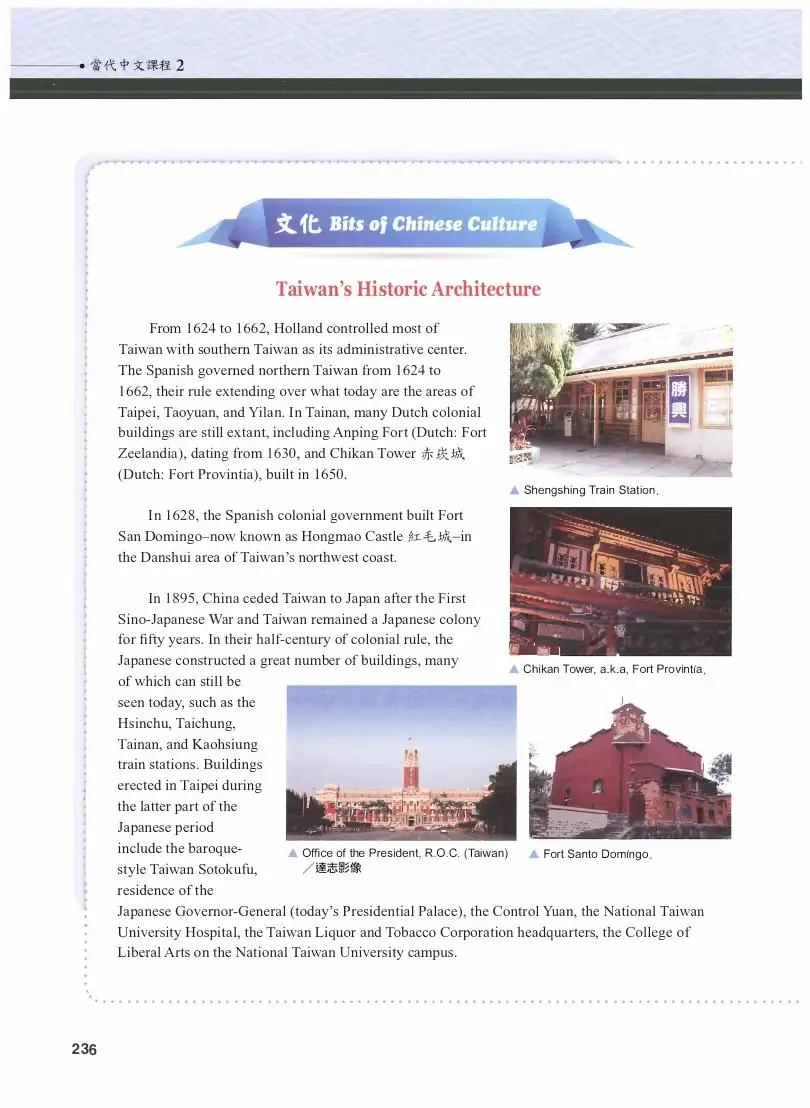 當代中文課程 2
文化 Bits of Chinese Culture
Taiwan's Historic Architecture
From 1624 to 1662, Holland controlled most of
Taiwan with southern Taiwan as its administrative center.
The Spanish governed northern Taiwan from 1624 to
1662, their rule extending over what today are the areas of
Taipei, Taoyuan, and Yilan. In Tainan, many Dutch colonial
buildings are still extant, including Anping Fort (Dutch: Fort
Zeelandia), dating from 1630, and Chikan Tower 赤崁城
(Dutch: Fort Provintia), built in 1650.
勝興
▲ Shengshing Train Station.
In 1628, the Spanish colonial government built Fort
San Domingo–now known as Hongmao Castle 紅毛城–in
the Danshui area of Taiwan's northwest coast.
In 1895, China ceded Taiwan to Japan after the First
Sino-Japanese War and Taiwan remained a Japanese colony
for fifty years. In their half-century of colonial rule, the
Japanese constructed a great number of buildings, many
▲ Chikan Tower, a.k.a, Fort Provintía.
of which can still be
seen today, such as the
Hsinchu, Taichung,
Tainan, and Kaohsiung
train stations. Buildings
erected in Taipei during
the latter part of the
Japanese period
include the baroque-
style Taiwan Sotokufu,
residence of the
▲ Office of the President, R.O.C. (Taiwan)
／達志影像
▲ Fort Santo Domíngo.
Japanese Governor-General (today's Presidential Palace), the Control Yuan, the National Taiwan
University Hospital, the Taiwan Liquor and Tobacco Corporation headquarters, the College of
Liberal Arts on the National Taiwan University campus.
236